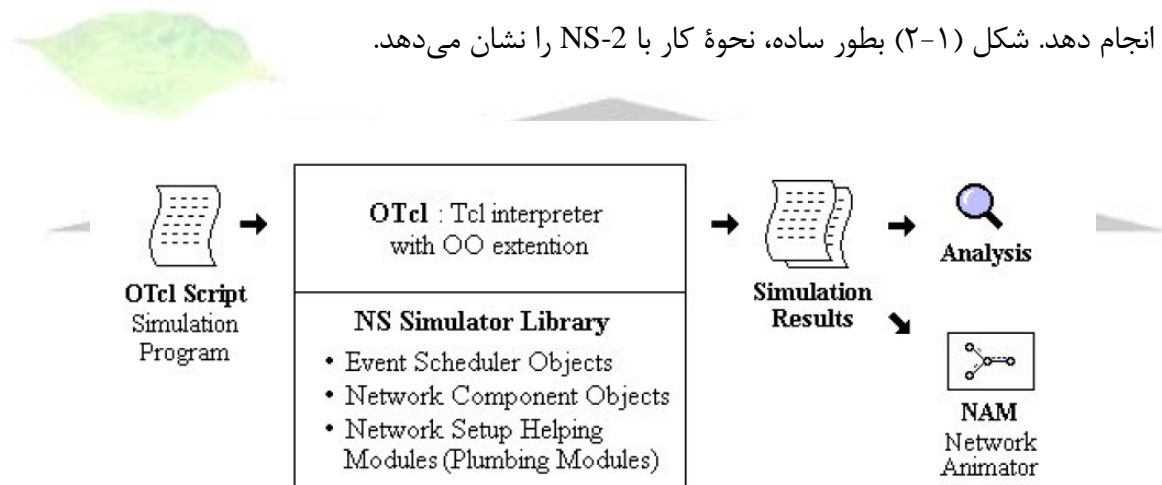 انجام دهد. شکل (۱-۲) بطور ساده، نحوۀ کار با NS-2 را نشان می‌دهد.
OTcl Script
Simulation
Program
OTcl : Tcl interpreter
with OO extention
NS Simulator Library
• Event Scheduler Objects
• Network Component Objects
• Network Setup Helping
Modules (Plumbing Modules)
Simulation
Results
Analysis
NAM
Network
Animator